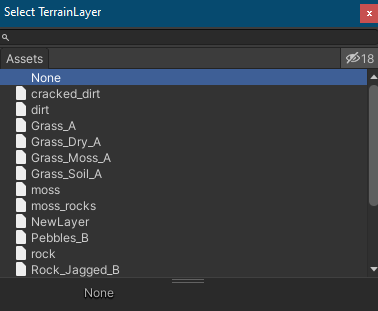 Select TerrainLayer
x
Assets
18
None
cracked_dirt
dirt
Grass_A
Grass_Dry_A
Grass_Moss_A
Grass_Soil_A
moss
moss_rocks
NewLayer
Pebbles_B
rock
Rock_Jagged_B
None